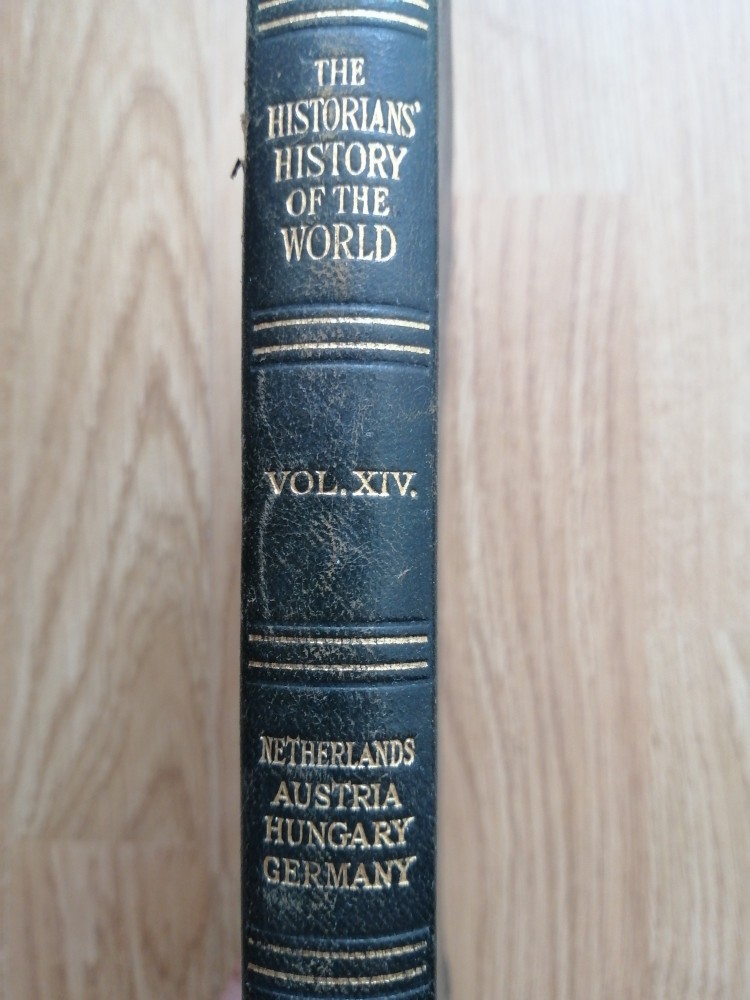 THE
HISTORIANS'
HISTORY
OF THE
WORLD
VOL. XIV.
NETHERLANDS
AUSTRIA
HUNGARY
GERMANY